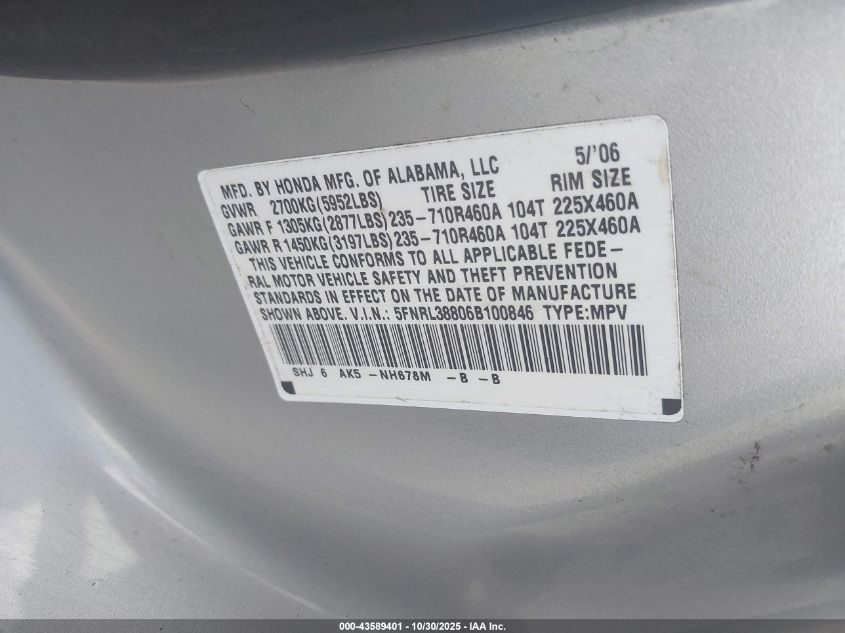 MFD. BY HONDA MFG. OF ALABAMA, LLC 5/'06
GVWR 2700KG(5952LBS) TIRE SIZE RIM SIZE
GAWR F 1305KG(2877LBS) 235-710R460A 104T 225X460A
GAWR R 1450KG(3197LBS) 235-710R460A 104T 225X460A
THIS VEHICLE CONFORMS TO ALL APPLICABLE FEDE-
RAL MOTOR VEHICLE SAFETY AND THEFT PREVENTION
STANDARDS IN EFFECT ON THE DATE OF MANUFACTURE
SHOWN ABOVE. V.I.N.: 5FNRL38806B100846 TYPE:MPV
SHJ 6 AK5 -NH678M -B -B
000-43589401 - 10/30/2025 - IAA Inc.